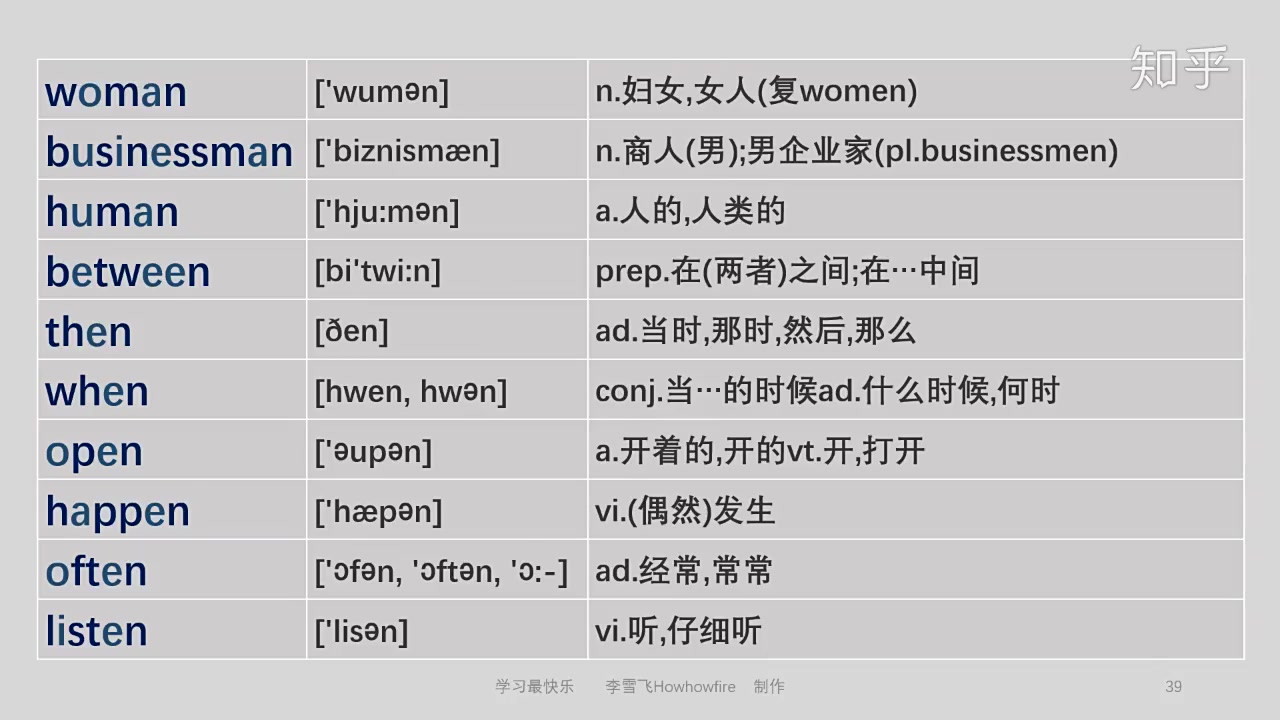 知乎
woman ['wumən] n.妇女,女人(复women)
businessman ['biznismæn] n.商人(男);男企业家(pl.businessmen)
human ['hju:mən] a.人的,人类的
between [bi'twi:n] prep.在(两者)之间;在…中间
then [ðen] ad.当时,那时,然后,那么
when [hwen, hwən] conj.当…的时候ad.什么时候,何时
open ['əupən] a.开着的,开的vt.开,打开
happen ['hæpən] vi.(偶然)发生
often ['ɔfən, 'ɔftən, 'ɔ:-] ad.经常,常常
listen ['lisən] vi.听,仔细听
学习最快乐 李雪飞Howhowfire 制作 39